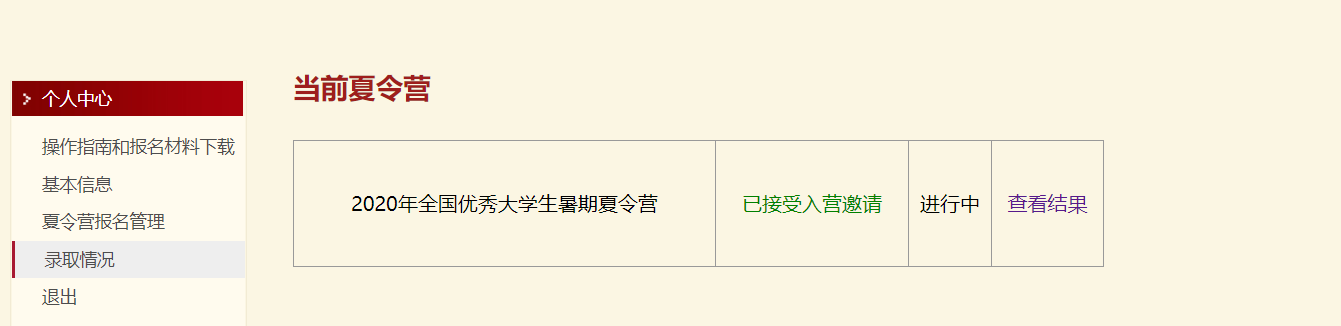 个人中心
操作指南和报名材料下载
基本信息
夏令营报名管理
录取情况
退出
当前夏令营
2020年全国优秀大学生暑期夏令营 已接受入营邀请 进行中 查看结果